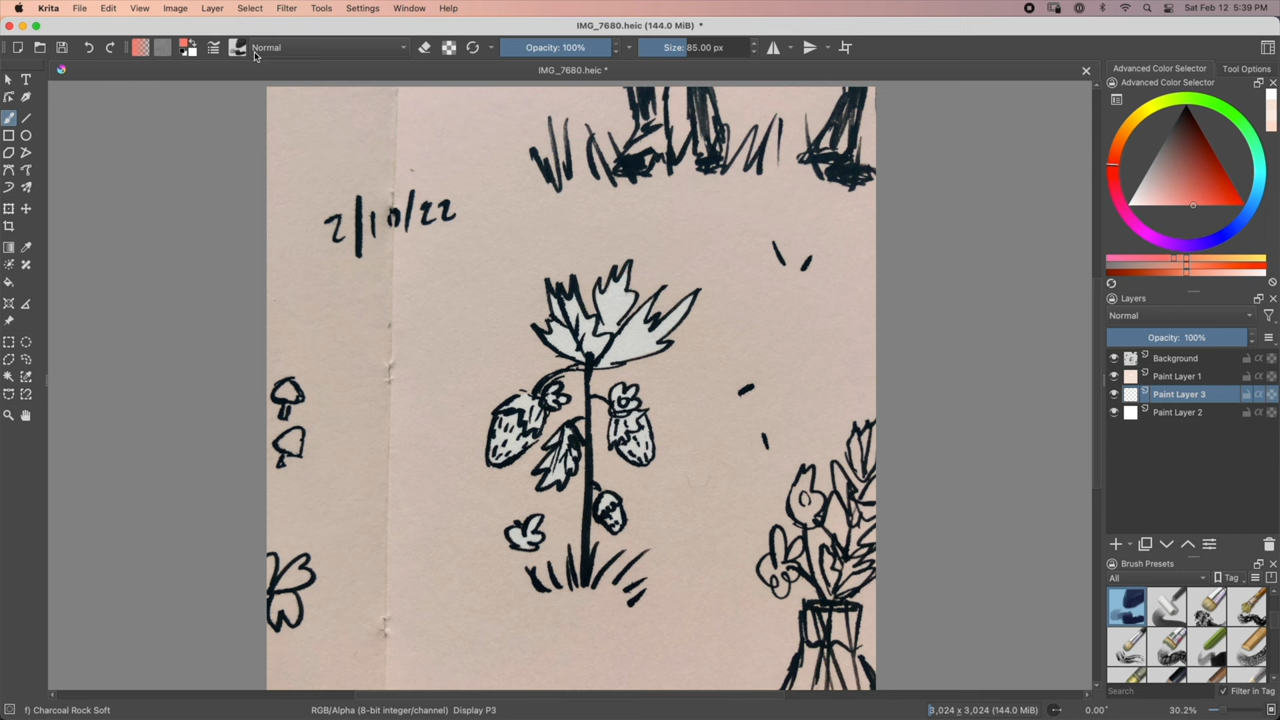 Krita File Edit View Image Layer Select Filter Tools Settings Window Help Sat Feb 12 5:39 PM
IMG_7680.heic (144.0 MiB) *
Normal Opacity: 100% Size: 85.00 px
IMG_7680.heic * Advanced Color Selector Tool Options
Advanced Color Selector
2/10/22
Layers
Normal
Opacity: 100%
Background
Paint Layer 1
Paint Layer 3
Paint Layer 2
Brush Presets
All Tag
Search Filter in Tag
f) Charcoal Rock Soft RGB/Alpha (8-bit integer/channel) Display P3 3,024 x 3,024 (144.0 MiB) 0.00° 30.2%